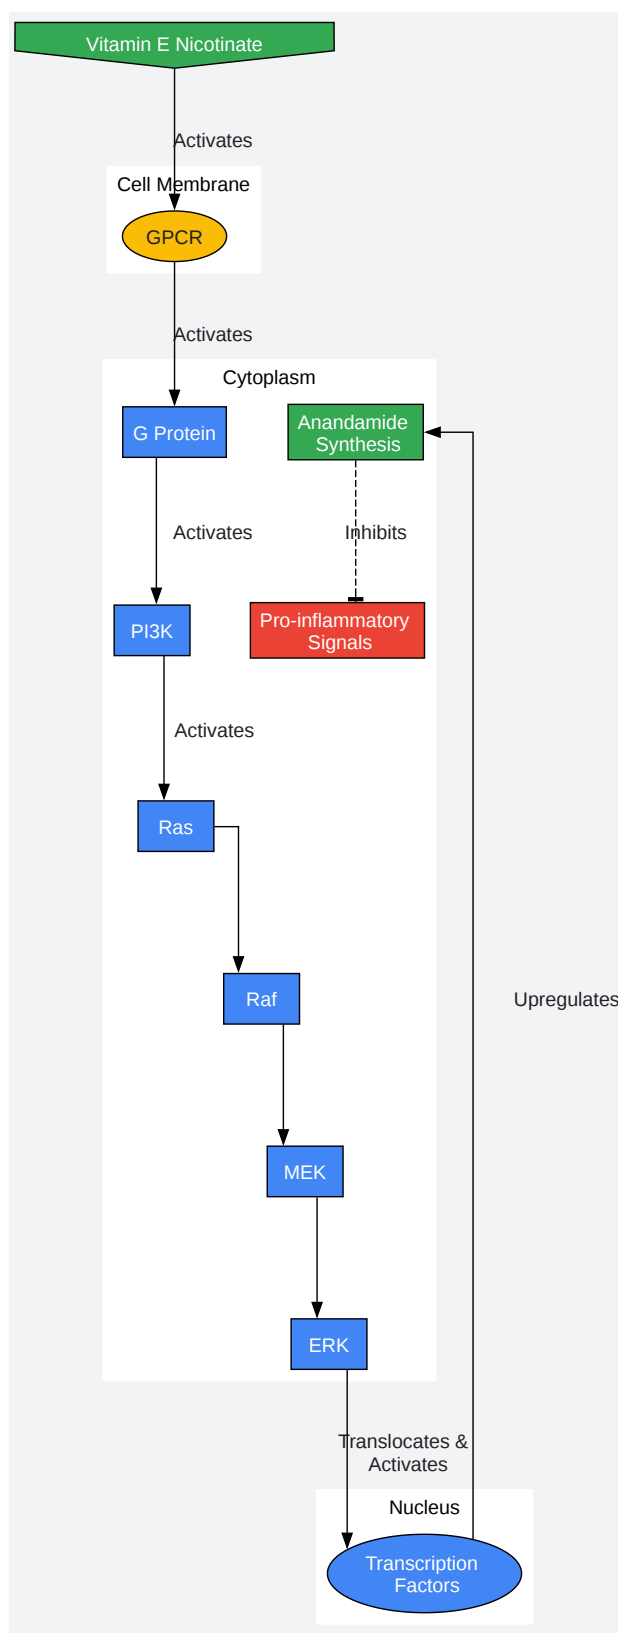 Vitamin E Nicotinate
Activates
Cell Membrane
GPCR
Activates
Cytoplasm
G Protein
Anandamide
Synthesis
Activates
Inhibits
PI3K
Pro-inflammatory
Signals
Activates
Ras
Raf
Upregulates
MEK
ERK
Translocates &
Activates
Nucleus
Transcription
Factors